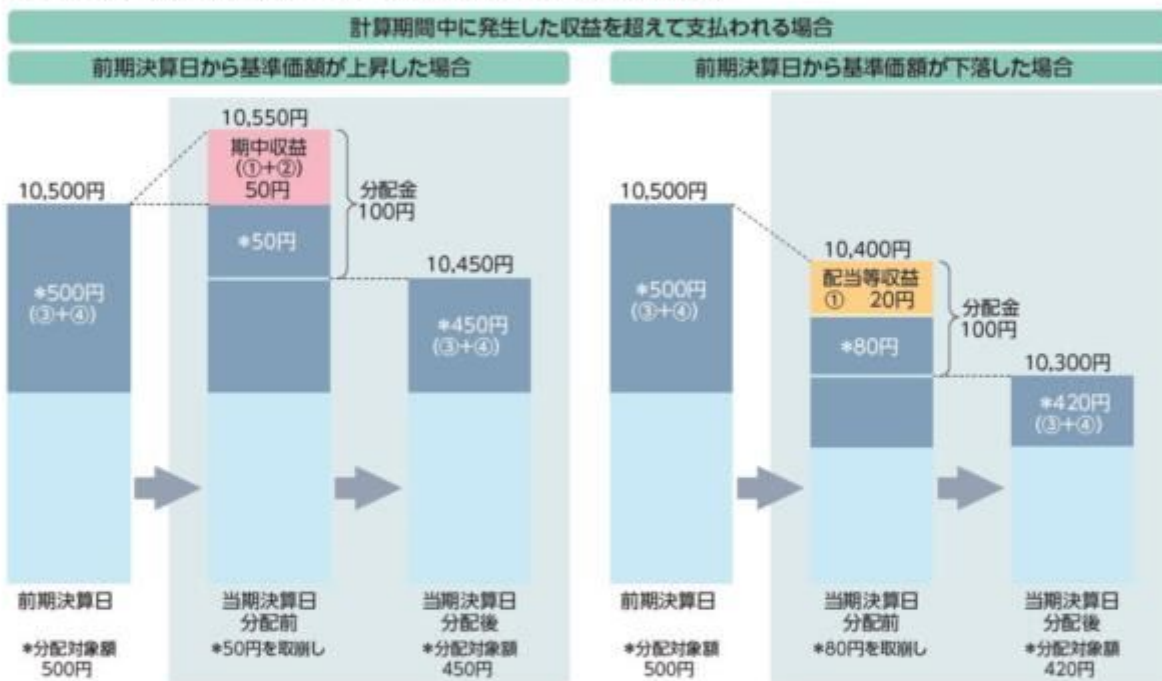 計算期間中に発生した収益を超えて支払われる場合
前期決算日から基準価額が上昇した場合
10,550円
期中収益
(①+②)
50円
分配金
100円
10,500円
*50円
10,450円
*500円
(③+④)
*450円
(③+④)
前期決算日
当期決算日
分配前
当期決算日
分配後
*分配対象額
500円
*50円を取崩し
*分配対象額
450円
前期決算日から基準価額が下落した場合
10,500円
10,400円
配当等収益
① 20円
分配金
100円
*500円
(③+④)
*80円
10,300円
*420円
(③+④)
前期決算日
当期決算日
分配前
当期決算日
分配後
*分配対象額
500円
*80円を取崩し
*分配対象額
420円